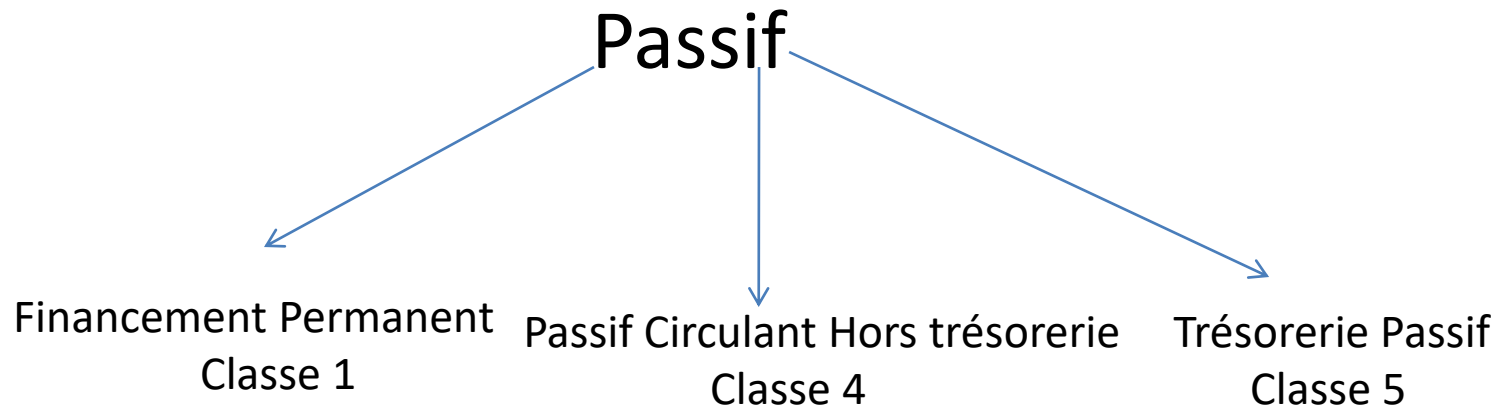 Passif
Financement Permanent
Classe 1
Passif Circulant Hors trésorerie
Classe 4
Trésorerie Passif
Classe 5